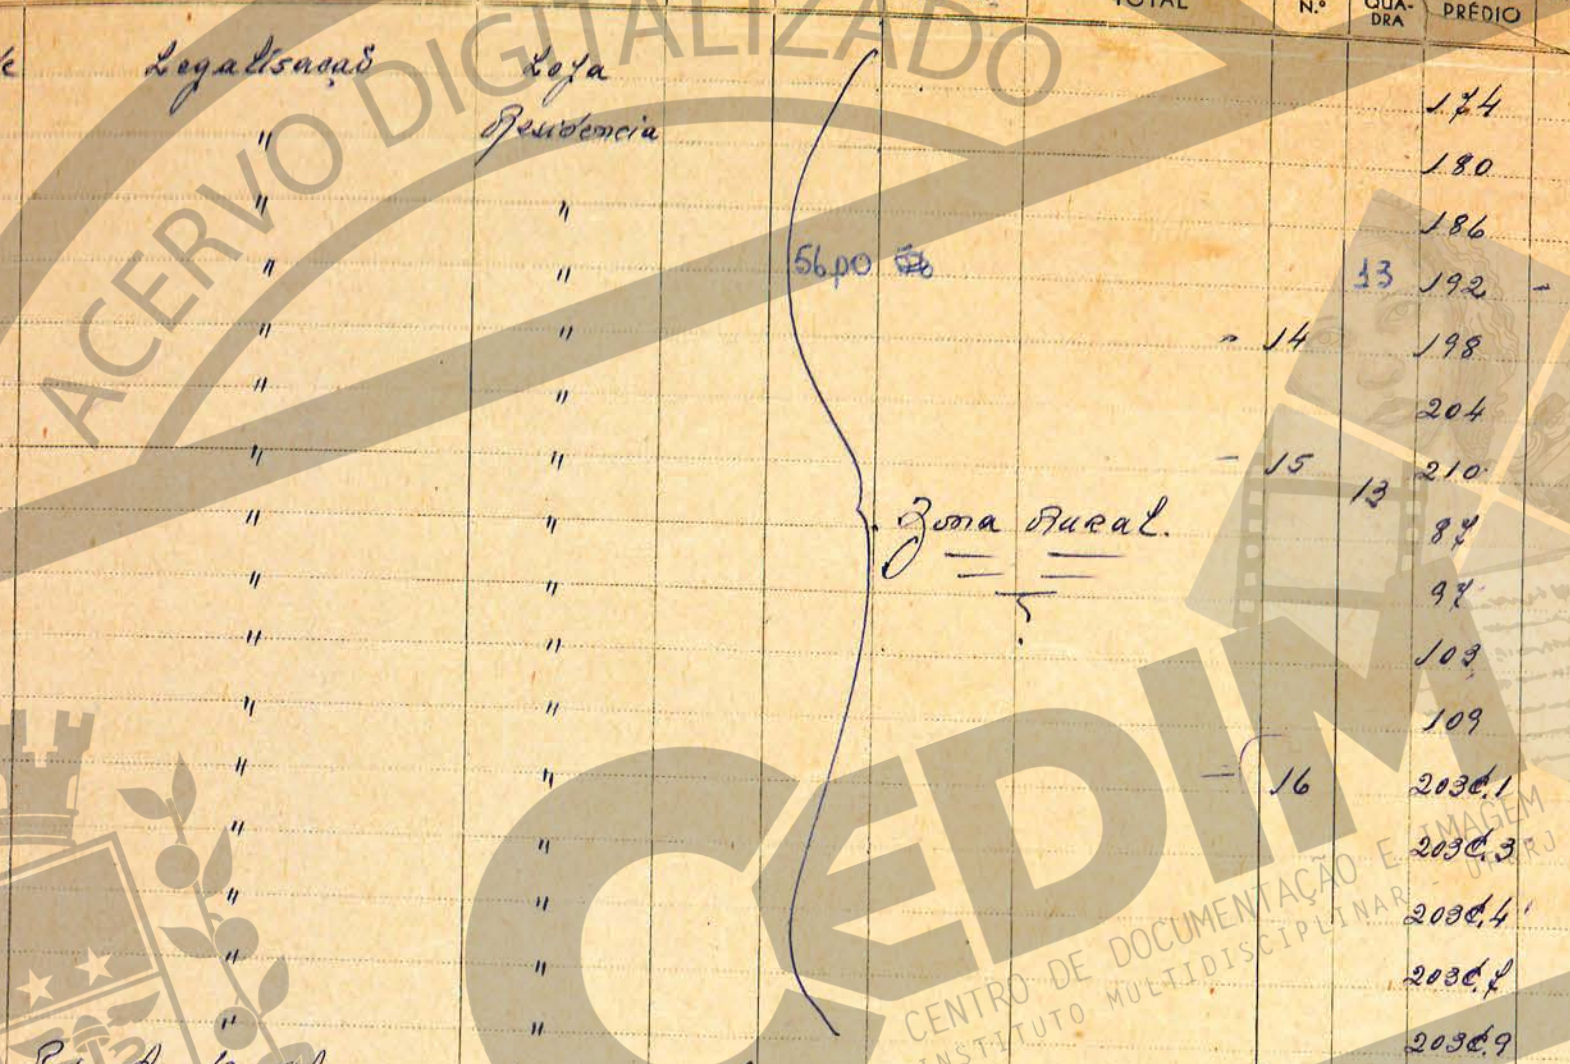 TOTAL N.º QUA-DRA PRÉDIO
Legalisação Loja 174
" Residencia 180
" " 186
" " 56,00 13 192 -
" " - 14 198
" " 204
" " - 15 210
13
" " Zona Rural. 87
" " 97
?
" " 103
" " 109
" " - 16 203C.1
" " 203C.3
" " 203C.4
" " 203C.7
" " 203C.9
ACERVO DIGITALIZADO
CEDIM
CENTRO DE DOCUMENTAÇÃO E IMAGEM
INSTITUTO MULTIDISCIPLINAR - UFRRJ